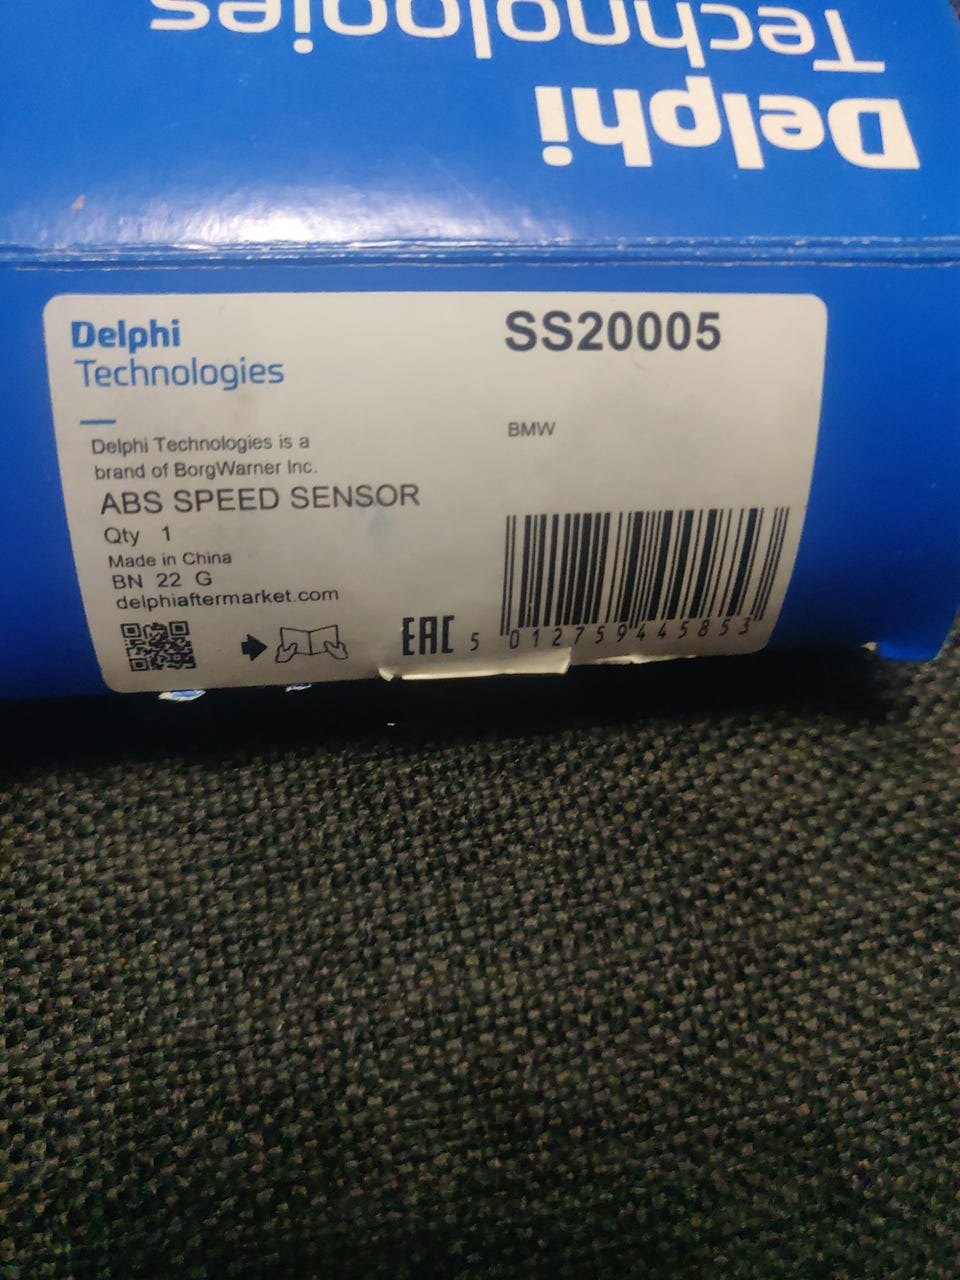 Delphi
Technologies
Delphi
Technologies
SS20005
Delphi Technologies is a
brand of BorgWarner Inc.
BMW
ABS SPEED SENSOR
Qty 1
Made in China
BN 22 G
delphiaftermarket.com
EAC
5 012759 445853